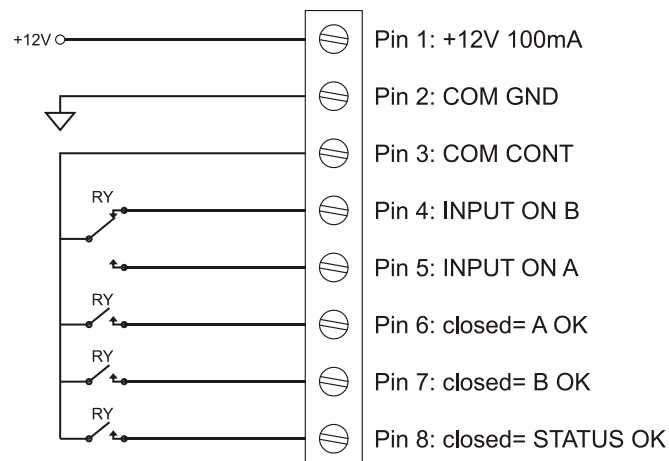 +12V Pin 1: +12V 100mA
Pin 2: COM GND
Pin 3: COM CONT
RY Pin 4: INPUT ON B
Pin 5: INPUT ON A
RY Pin 6: closed= A OK
RY Pin 7: closed= B OK
RY Pin 8: closed= STATUS OK